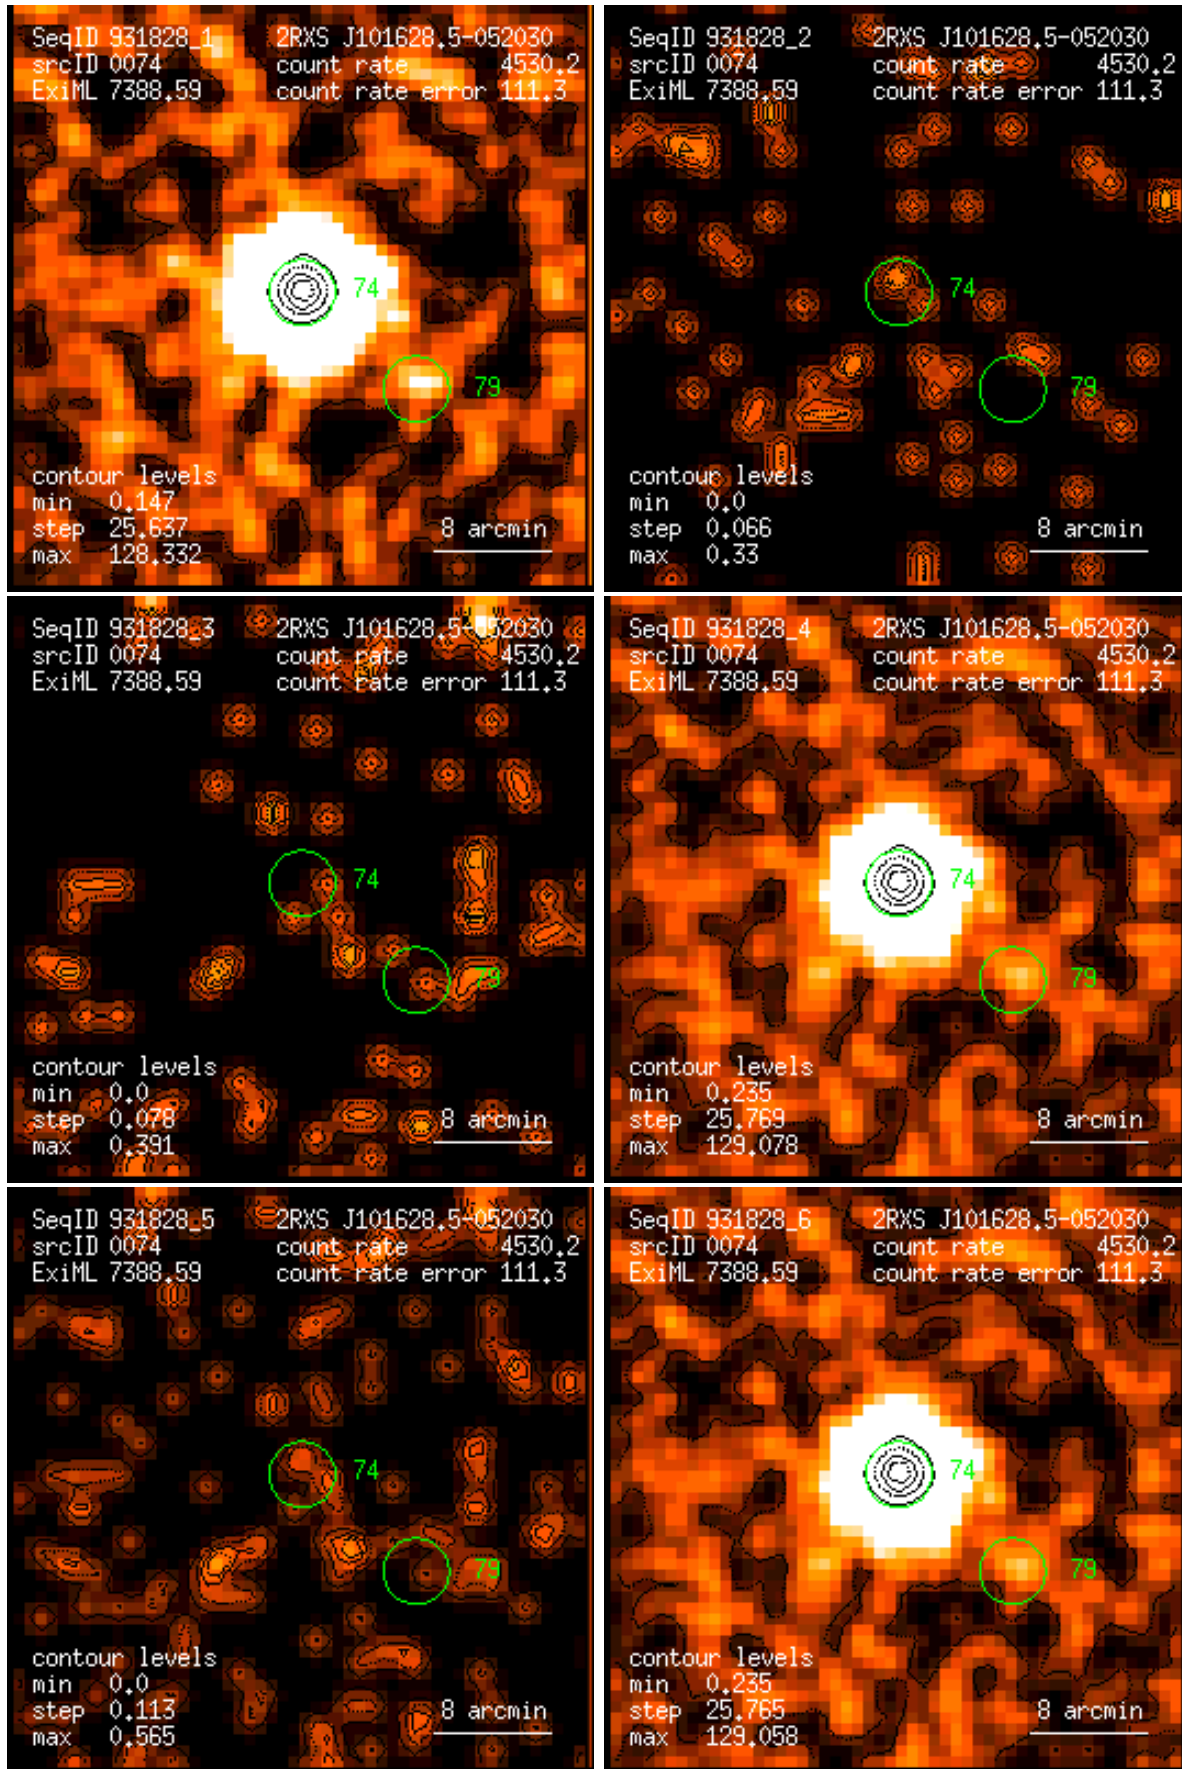 SeqID 931828_1 2RXS J101628.5-052030
srcID 0074 count rate 4530.2
ExiML 7388.59 count rate error 111.3
74
79
contour levels
min 0.147
step 25.637 8 arcmin
max 128.332
SeqID 931828_2 2RXS J101628.5-052030
srcID 0074 count rate 4530.2
ExiML 7388.59 count rate error 111.3
74
79
contour levels
min 0.0
step 0.066 8 arcmin
max 0.33
SeqID 931828_3 2RXS J101628.5-052030
srcID 0074 count rate 4530.2
ExiML 7388.59 count rate error 111.3
74
79
contour levels
min 0.0
step 0.078 8 arcmin
max 0.391
SeqID 931828_4 2RXS J101628.5-052030
srcID 0074 count rate 4530.2
ExiML 7388.59 count rate error 111.3
74
79
contour levels
min 0.235
step 25.769 8 arcmin
max 129.078
SeqID 931828_5 2RXS J101628.5-052030
srcID 0074 count rate 4530.2
ExiML 7388.59 count rate error 111.3
74
79
contour levels
min 0.0
step 0.113 8 arcmin
max 0.565
SeqID 931828_6 2RXS J101628.5-052030
srcID 0074 count rate 4530.2
ExiML 7388.59 count rate error 111.3
74
79
contour levels
min 0.235
step 25.765 8 arcmin
max 129.058